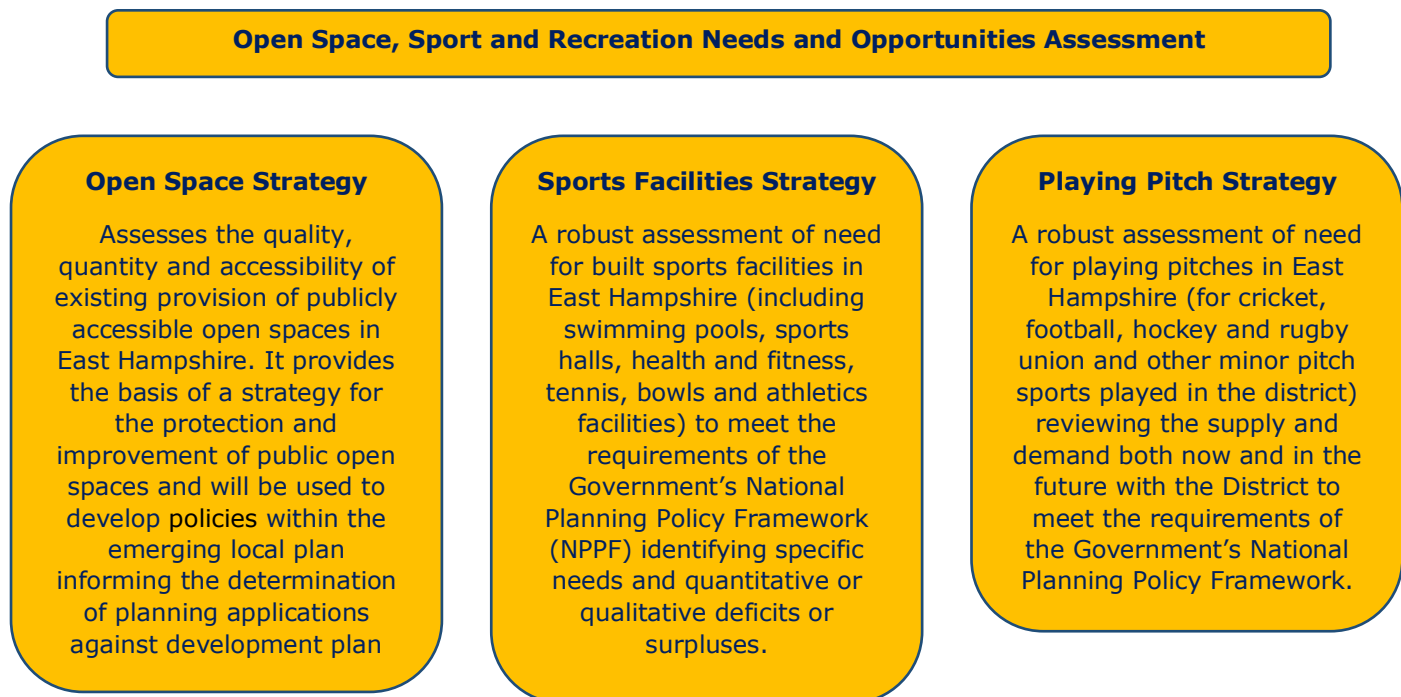 Open Space, Sport and Recreation Needs and Opportunities Assessment
Open Space Strategy
Assesses the quality,
quantity and accessibility of
existing provision of publicly
accessible open spaces in
East Hampshire. It provides
the basis of a strategy for
the protection and
improvement of public open
spaces and will be used to
develop policies within the
emerging local plan
informing the determination
of planning applications
against development plan
Sports Facilities Strategy
A robust assessment of need
for built sports facilities in
East Hampshire (including
swimming pools, sports
halls, health and fitness,
tennis, bowls and athletics
facilities) to meet the
requirements of the
Government’s National
Planning Policy Framework
(NPPF) identifying specific
needs and quantitative or
qualitative deficits or
surpluses.
Playing Pitch Strategy
A robust assessment of need
for playing pitches in East
Hampshire (for cricket,
football, hockey and rugby
union and other minor pitch
sports played in the district)
reviewing the supply and
demand both now and in the
future with the District to
meet the requirements of
the Government’s National
Planning Policy Framework.